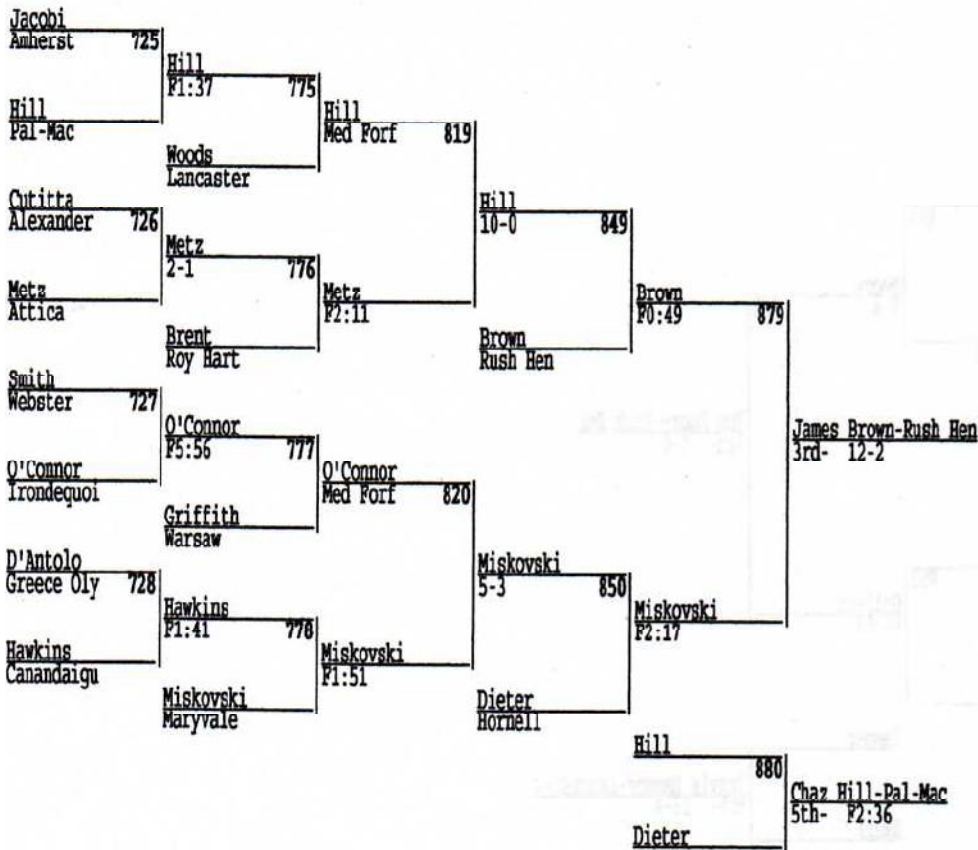 Jacobi
Amherst 725
Hill
F1:37 775
Hill
Pal-Mac
Hill
Med Forf 819
Woods
Lancaster
Cutitta
Alexander 726
Hill
10-0 849
Metz
2-1 776
Metz
Attica
Metz
F2:11
Brown
F0:49 879
Brent
Roy Hart
Brown
Rush Hen
Smith
Webster 727
O'Connor
F5:56 777
James Brown-Rush Hen
3rd- 12-2
O'Connor
Irondequoi
O'Connor
Med Forf 820
Griffith
Warsaw
D'Antolo
Greece Oly 728
Miskovski
5-3 850
Hawkins
F1:41 778
Miskovski
F2:17
Hawkins
Canandaigu
Miskovski
F1:51
Miskovski
Maryvale
Dieter
Hornell
Hill
880
Chaz Hill-Pal-Mac
5th- F2:36
Dieter